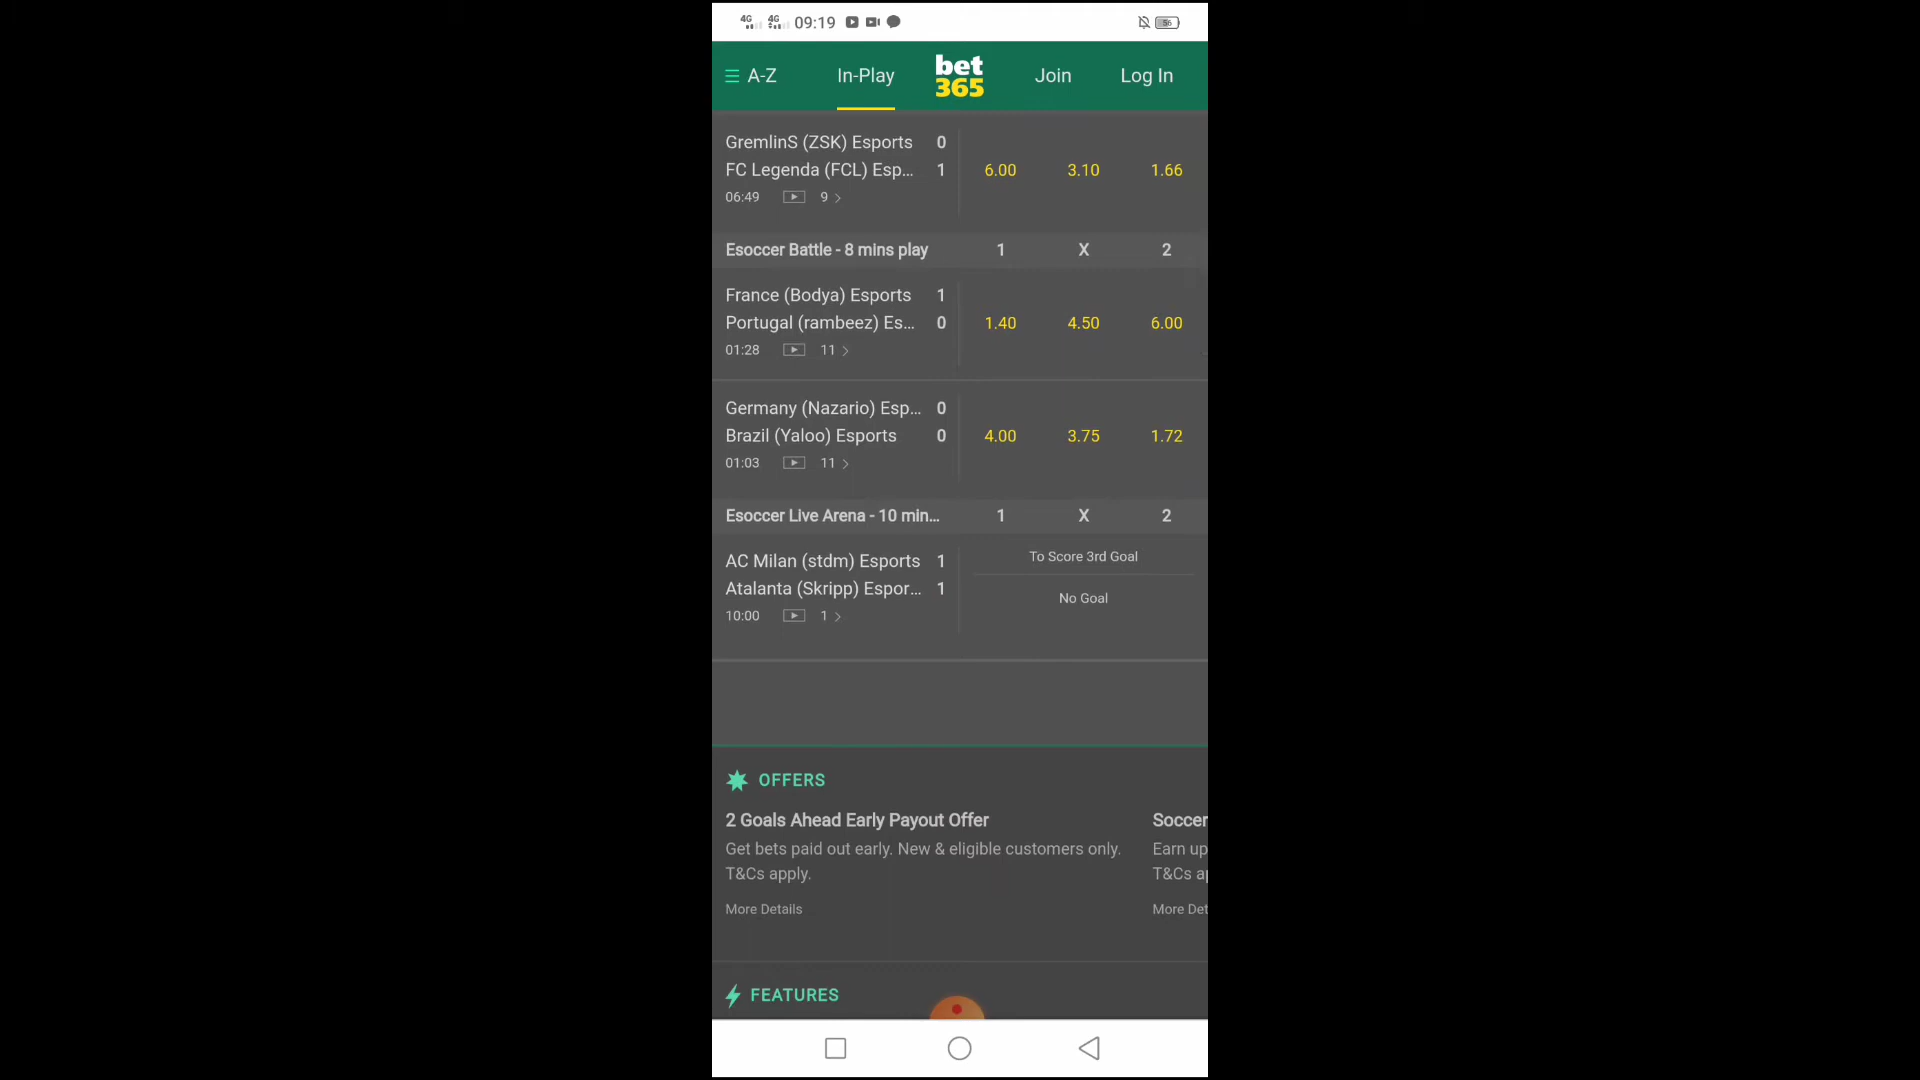 4G 4G 09:19 56
A-Z In-Play bet365 Join Log In
GremlinS (ZSK) Esports 0
FC Legenda (FCL) Esp... 1 6.00 3.10 1.66
06:49 9 >
Esoccer Battle - 8 mins play 1 X 2
France (Bodya) Esports 1
Portugal (rambeez) Es... 0 1.40 4.50 6.00
01:28 11 >
Germany (Nazario) Esp... 0
Brazil (Yaloo) Esports 0 4.00 3.75 1.72
01:03 11 >
Esoccer Live Arena - 10 min... 1 X 2
AC Milan (stdm) Esports 1 To Score 3rd Goal
Atalanta (Skripp) Espor... 1 No Goal
10:00 1 >
OFFERS
2 Goals Ahead Early Payout Offer Soccer
Get bets paid out early. New & eligible customers only. Earn up
T&Cs apply. T&Cs ap
More Details More Det
FEATURES